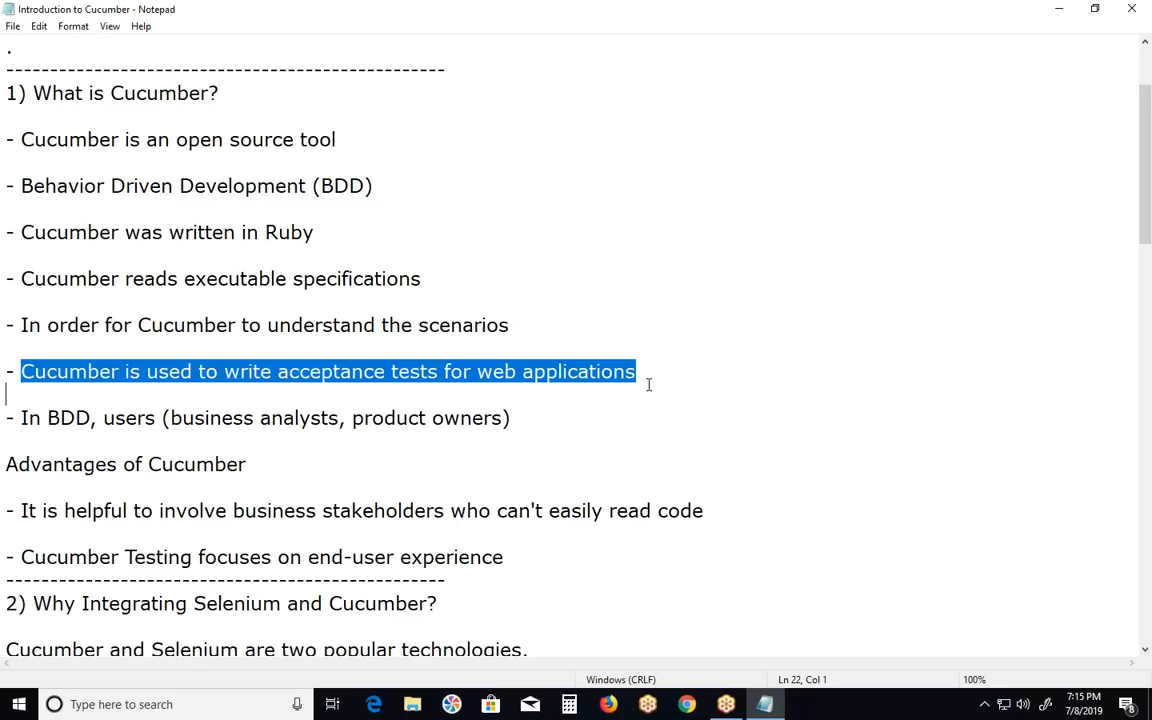 Introduction to Cucumber - Notepad
File Edit Format View Help
.
--------------------------------------------------
1) What is Cucumber?
- Cucumber is an open source tool
- Behavior Driven Development (BDD)
- Cucumber was written in Ruby
- Cucumber reads executable specifications
- In order for Cucumber to understand the scenarios
- Cucumber is used to write acceptance tests for web applications
- In BDD, users (business analysts, product owners)
Advantages of Cucumber
- It is helpful to involve business stakeholders who can't easily read code
- Cucumber Testing focuses on end-user experience
--------------------------------------------------
2) Why Integrating Selenium and Cucumber?
Cucumber and Selenium are two popular technologies.
Windows (CRLF) Ln 22, Col 1 100%
Type here to search
7:15 PM
7/8/2019
8